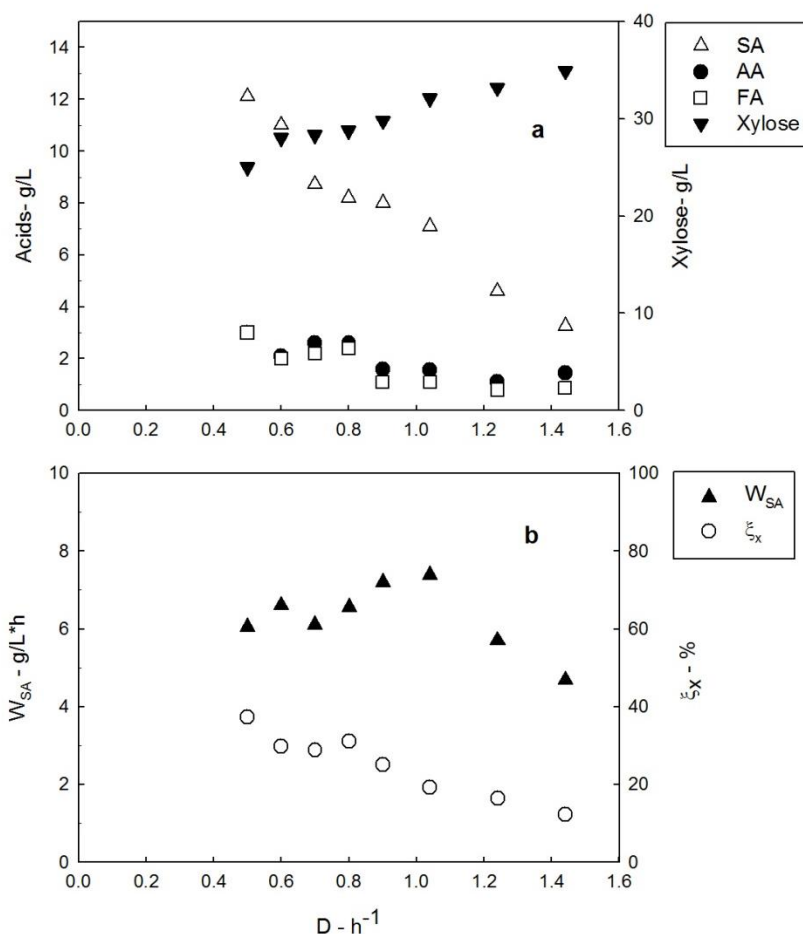 14
12
10
8
6
4
2
0
Acids- g/L
a
40
30
20
10
0
Xylose- g/L
SA
AA
FA
Xylose
0.0 0.2 0.4 0.6 0.8 1.0 1.2 1.4 1.6
10
8
6
4
2
0
W_SA - g/L*h
b
100
80
60
40
20
0
ξx - %
W_SA
ξ_x
0.0 0.2 0.4 0.6 0.8 1.0 1.2 1.4 1.6
D - h⁻¹